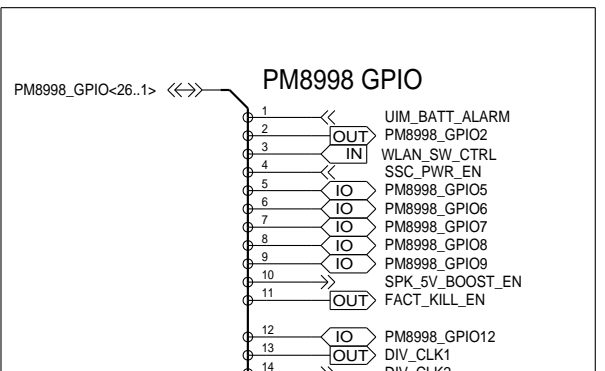 PM8998 GPIO
PM8998_GPIO<26..1>
1 UIM_BATT_ALARM
2 OUT PM8998_GPIO2
3 IN WLAN_SW_CTRL
4 SSC_PWR_EN
5 IO PM8998_GPIO5
6 IO PM8998_GPIO6
7 IO PM8998_GPIO7
8 IO PM8998_GPIO8
9 IO PM8998_GPIO9
10 SPK_5V_BOOST_EN
11 OUT FACT_KILL_EN
12 IO PM8998_GPIO12
13 OUT DIV_CLK1
14 DIV_CLK2